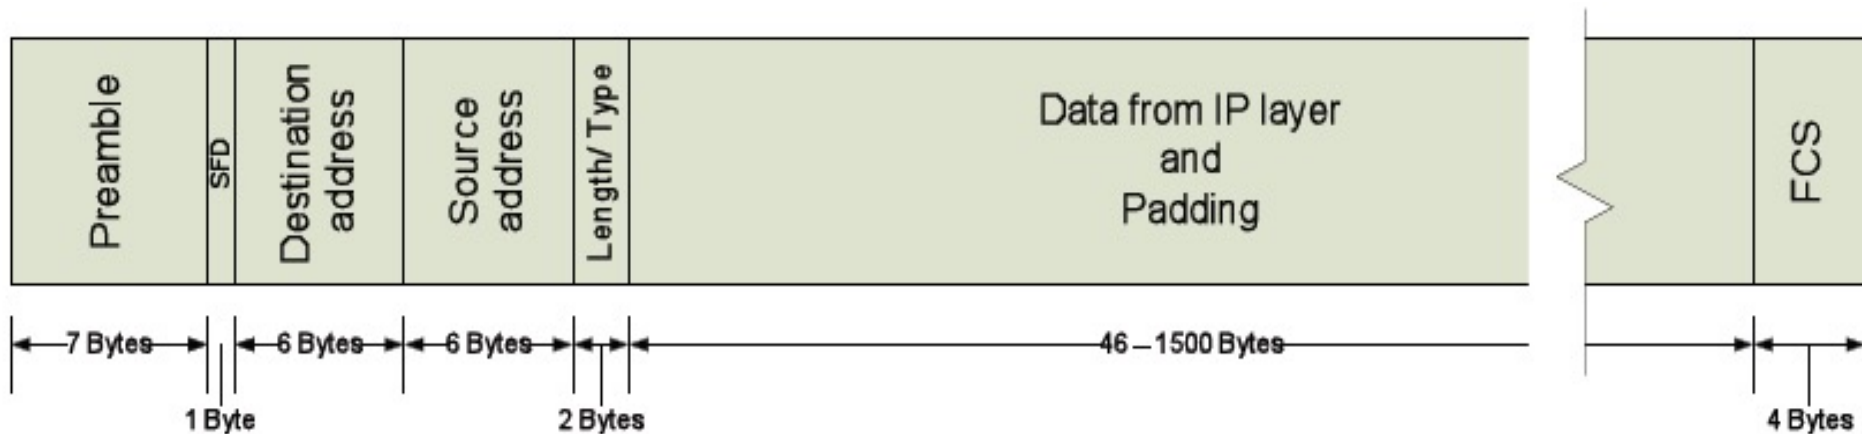 Preamble
SFD
Destination
address
Source
address
Length/ Type
Data from IP layer
and
Padding
FCS
7 Bytes
6 Bytes
6 Bytes
46 – 1500 Bytes
1 Byte
2 Bytes
4 Bytes